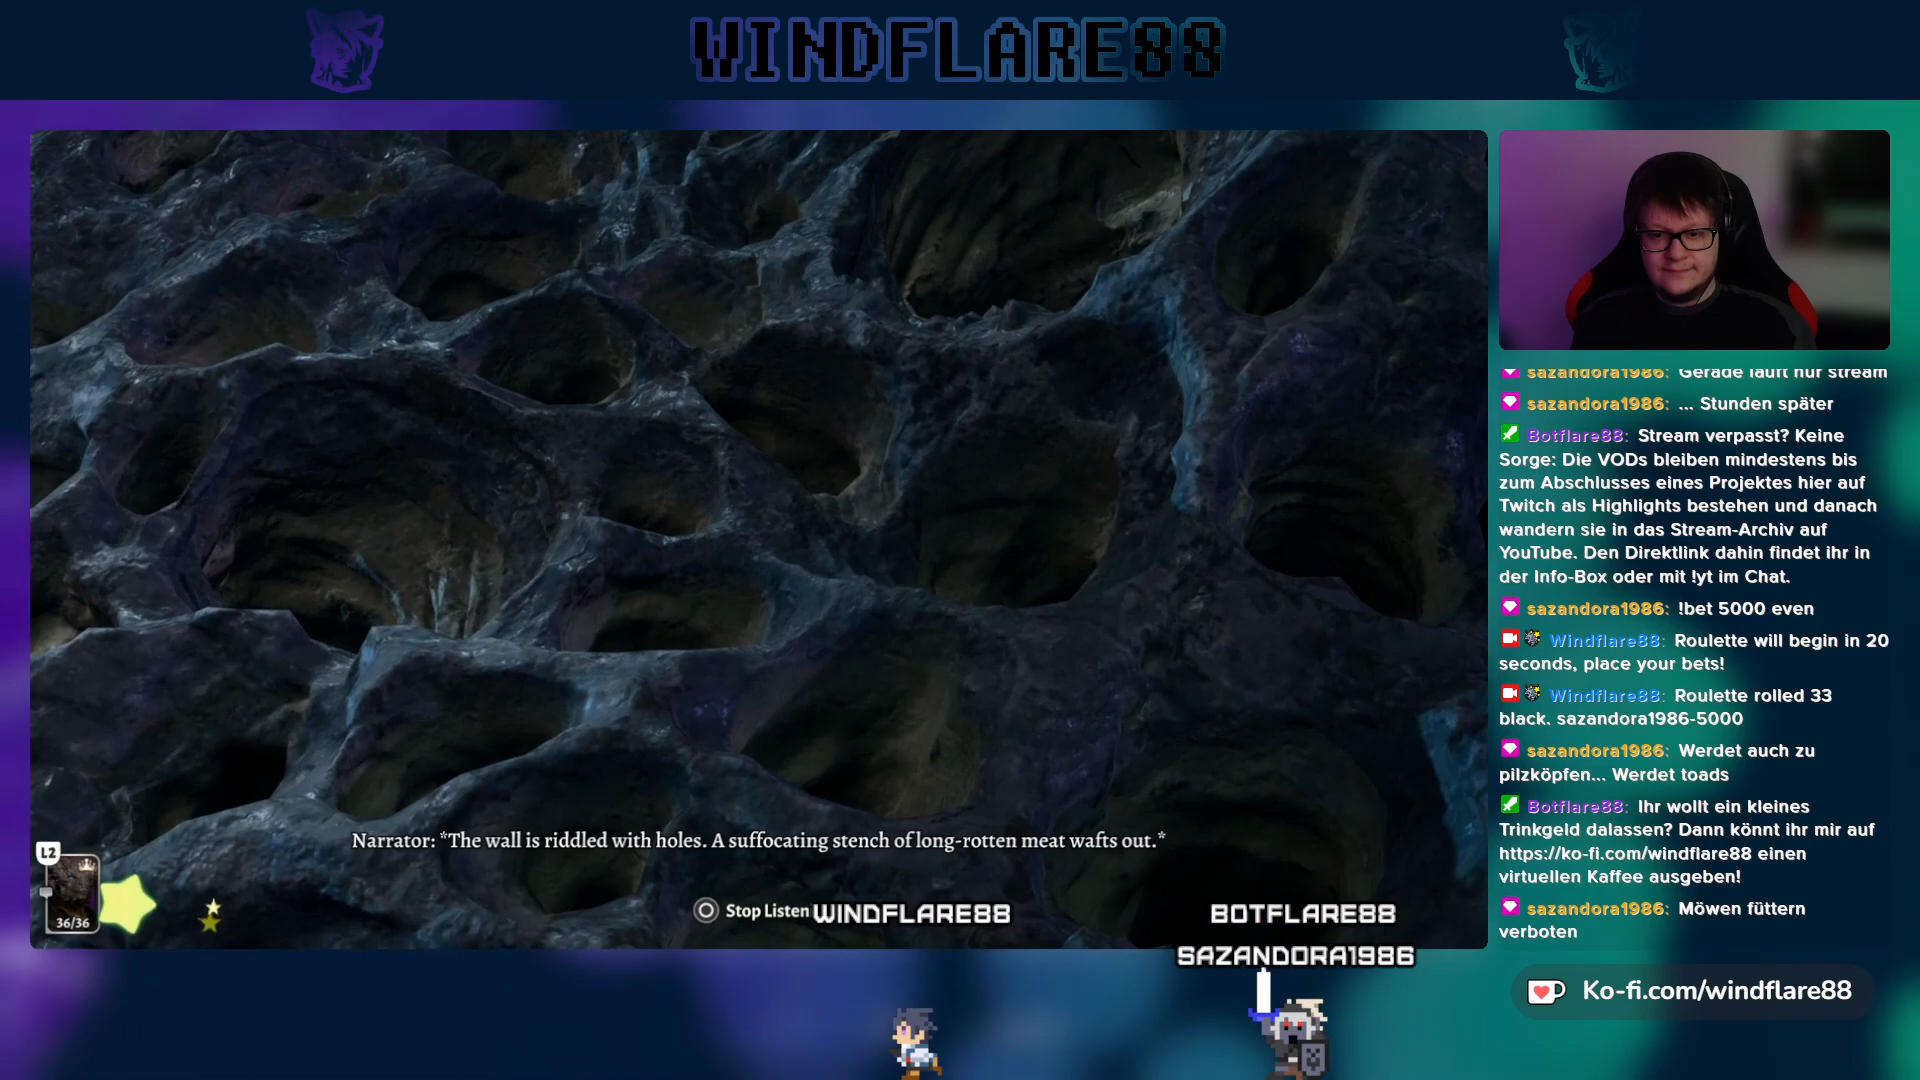 WINDFLARE88
sazandora1986: Gerade läuft nur stream
sazandora1986: ... Stunden später
Botflare88: Stream verpasst? Keine
Sorge: Die VODs bleiben mindestens bis
zum Abschlusses eines Projektes hier auf
Twitch als Highlights bestehen und danach
wandern sie in das Stream-Archiv auf
YouTube. Den Direktlink dahin findet ihr in
der Info-Box oder mit !yt im Chat.
sazandora1986: !bet 5000 even
Windflare88: Roulette will begin in 20
seconds, place your bets!
Windflare88: Roulette rolled 33
black. sazandora1986-5000
sazandora1986: Werdet auch zu
pilzköpfen... Werdet toads
Botflare88: Ihr wollt ein kleines
Trinkgeld dalassen? Dann könnt ihr mir auf
https://ko-fi.com/windflare88 einen
virtuellen Kaffee ausgeben!
sazandora1986: Möwen füttern
verboten
Narrator: *The wall is riddled with holes. A suffocating stench of long-rotten meat wafts out.*
L2
36/36
Stop Listen
WINDFLARE88
BOTFLARE88
SAZANDORA1986
Ko-fi.com/windflare88